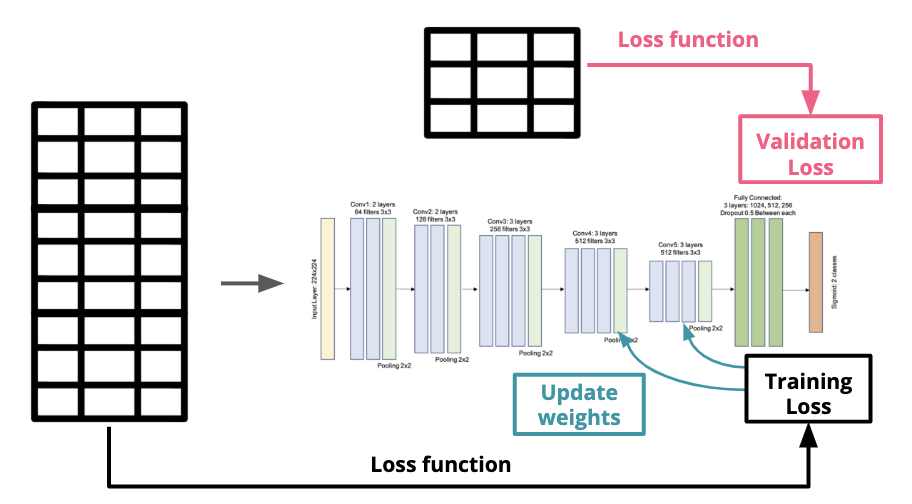 Loss function
Validation
Loss
Fully Connected:
3 layers: 1024, 512, 256
Dropout 0.5 Between each
Conv1: 2 layers
64 filters 3x3
Conv2: 2 layers
128 filters 3x3
Conv3: 3 layers
256 filters 3x3
Conv4: 3 layers
512 filters 3x3
Conv5: 3 layers
512 filters 3x3
Input Layer: 224x224
Sigmoid: 2 classes
Pooling 2x2
Pooling 2x2
Pooling 2x2
Pooling 2x2
Pooling 2x2
Update
weights
Training
Loss
Loss function